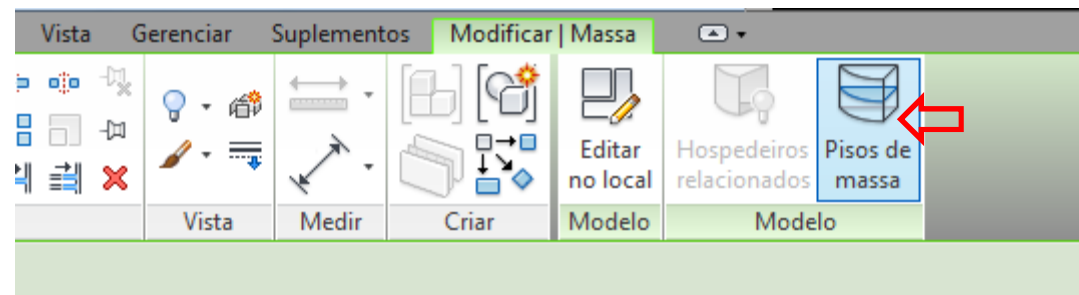 Vista Gerenciar Suplementos Modificar | Massa
Editar
no local
Hospedeiros
relacionados
Pisos de
massa
Vista Medir Criar Modelo Modelo